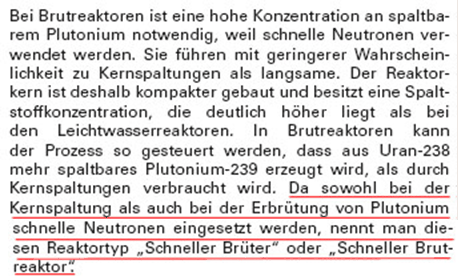 Bei Brutreaktoren ist eine hohe Konzentration an spaltba-
rem Plutonium notwendig, weil schnelle Neutronen ver-
wendet werden. Sie führen mit geringerer Wahrschein-
lichkeit zu Kernspaltungen als langsame. Der Reaktor-
kern ist deshalb kompakter gebaut und besitzt eine Spalt-
stoffkonzentration, die deutlich höher liegt als bei
den Leichtwasserreaktoren. In Brutreaktoren kann
der Prozess so gesteuert werden, dass aus Uran-238
mehr spaltbares Plutonium-239 erzeugt wird, als durch
Kernspaltungen verbraucht wird. Da sowohl bei der
Kernspaltung als auch bei der Erbrütung von Plutonium
schnelle Neutronen eingesetzt werden, nennt man die-
sen Reaktortyp „Schneller Brüter“ oder „Schneller Brut-
reaktor“.